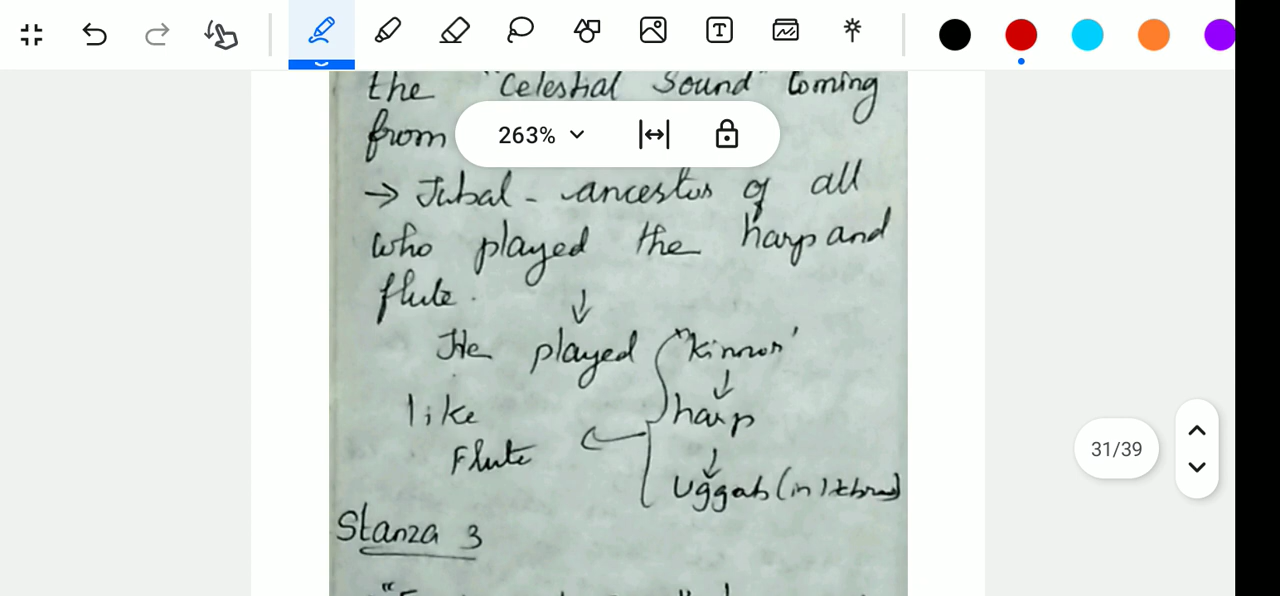 the "Celestial Sound" Coming
263%
from
→ Jubal - ancestor of all
who played the harp and
flute.
↓
He played "kinnor'
↓
like harp
Flute
↓
Uggab (in Hebrew)
31/39
Stanza 3